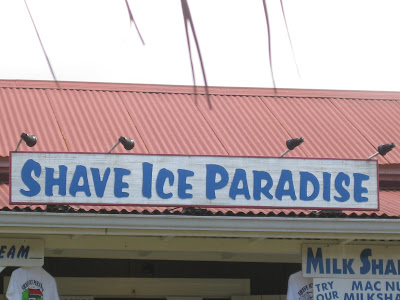 SHAVE ICE PARADISE
EAM
MILK SHA
TRY MAC NU
OUR MILKSHA